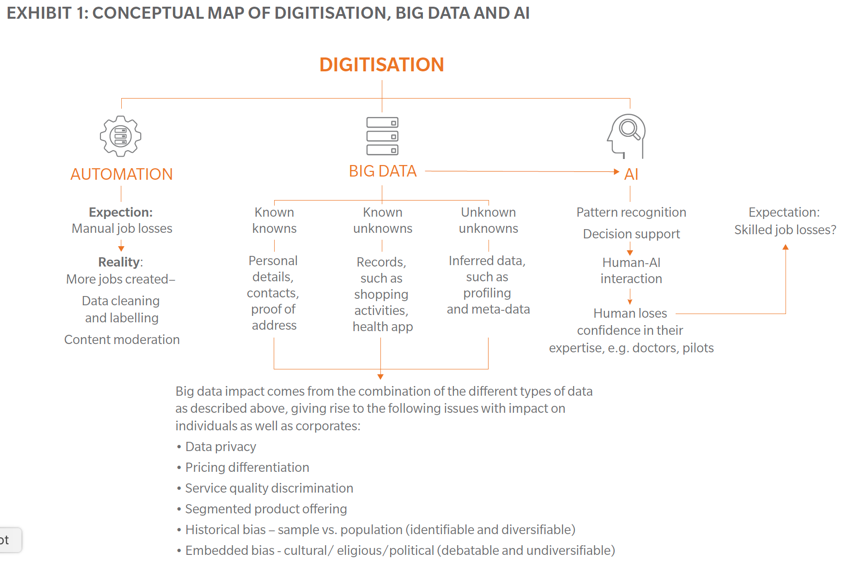 EXHIBIT 1: CONCEPTUAL MAP OF DIGITISATION, BIG DATA AND AI
DIGITISATION
AUTOMATION
Expection:
Manual job losses
Reality:
More jobs created–
Data cleaning
and labelling
Content moderation
BIG DATA
Known
knowns
Personal
details,
contacts,
proof of
address
Known
unknowns
Records,
such as
shopping
activities,
health app
Unknown
unknowns
Inferred data,
such as
profiling
and meta-data
AI
Pattern recognition
Decision support
Human-AI
interaction
Human loses
confidence in their
expertise, e.g. doctors, pilots
Expectation:
Skilled job losses?
Big data impact comes from the combination of the different types of data
as described above, giving rise to the following issues with impact on
individuals as well as corporates:
• Data privacy
• Pricing differentiation
• Service quality discrimination
• Segmented product offering
• Historical bias – sample vs. population (identifiable and diversifiable)
• Embedded bias - cultural/ eligious/political (debatable and undiversifiable)
ot